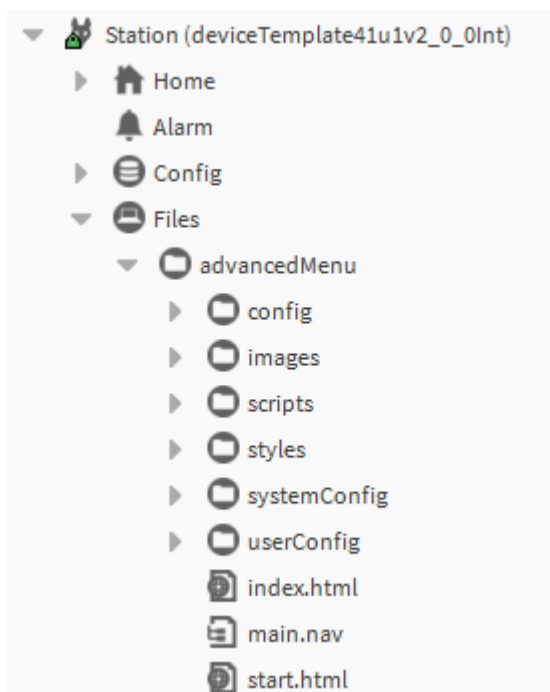 Station (deviceTemplate41u1v2_0_0Int)
Home
Alarm
Config
Files
advancedMenu
config
images
scripts
styles
systemConfig
userConfig
index.html
main.nav
start.html